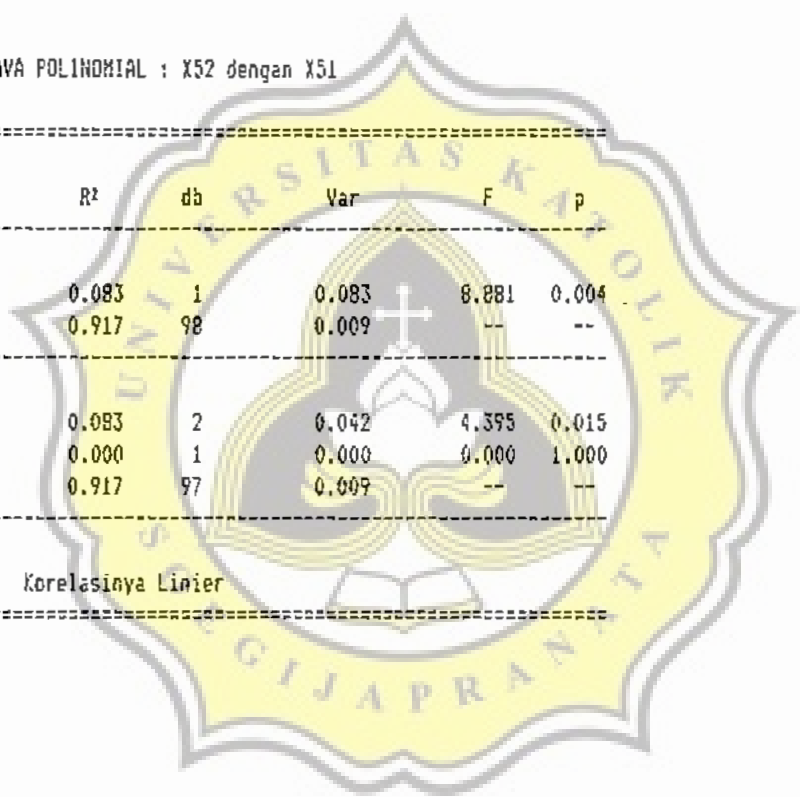 AVA POLINOMIAL : X52 dengan X51
R² db Var F p
0.083 1 0.083 8.881 0.004
0.917 98 0.009 -- --
0.083 2 0.042 4.395 0.015
0.000 1 0.000 0.000 1.000
0.917 97 0.009 -- --
Korelasinya Linier
UNIVERSITAS KATOLIK
SOEGIJAPRANATA